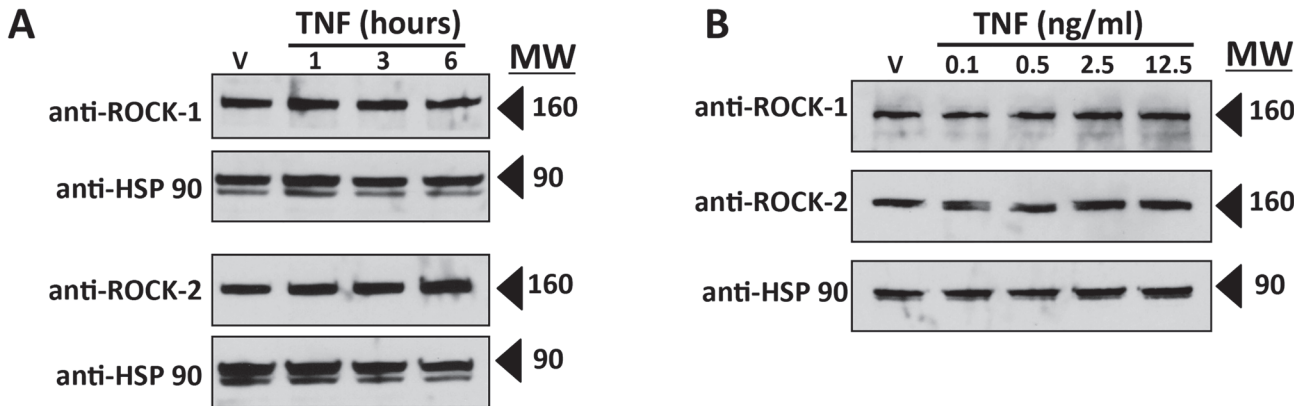 A
TNF (hours)
V 1 3 6 MW
anti-ROCK-1 160
anti-HSP 90 90
anti-ROCK-2 160
anti-HSP 90 90
B
TNF (ng/ml)
V 0.1 0.5 2.5 12.5 MW
anti-ROCK-1 160
anti-ROCK-2 160
anti-HSP 90 90